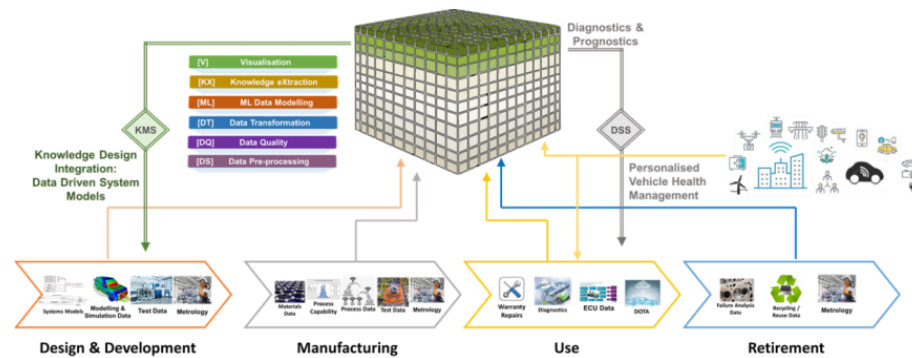 Diagnostics &
Prognostics
[V] Visualisation
[KX] Knowledge eXtraction
[ML] ML Data Modelling
[DT] Data Transformation
[DQ] Data Quality
[DS] Data Pre-processing
KMS
DSS
Knowledge Design
Integration:
Data Driven System
Models
Personalised
Vehicle Health
Management
Systems Models
Modelling &
Simulation Data
Test Data
Metrology
Materials
Data
Process
Capability
Process Data
Test Data
Metrology
Warranty
Repairs
Diagnostics
ECU Data
DOTA
Failure Analysis
Data
Recycling /
Reuse Data
Metrology
Design & Development
Manufacturing
Use
Retirement